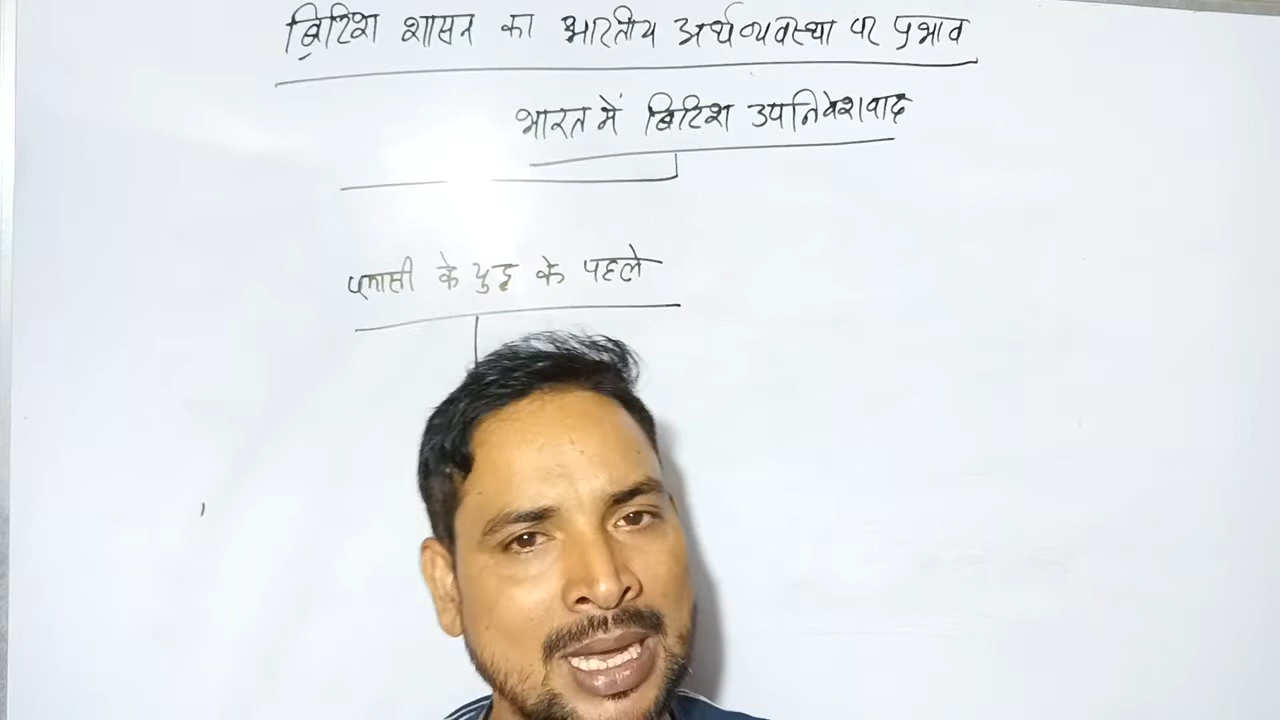 ब्रिटिश शासन का भारतीय अर्थव्यवस्था पर प्रभाव
भारत में ब्रिटिश उपनिवेशवाद
प्लासी के युद्ध के पहले